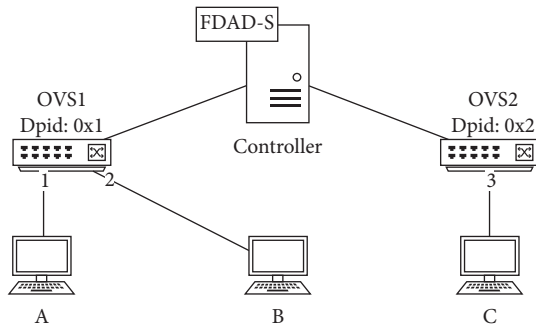 FDAD-S
OVS1
Dpid: 0x1
OVS2
Dpid: 0x2
Controller
1
2
3
A
B
C